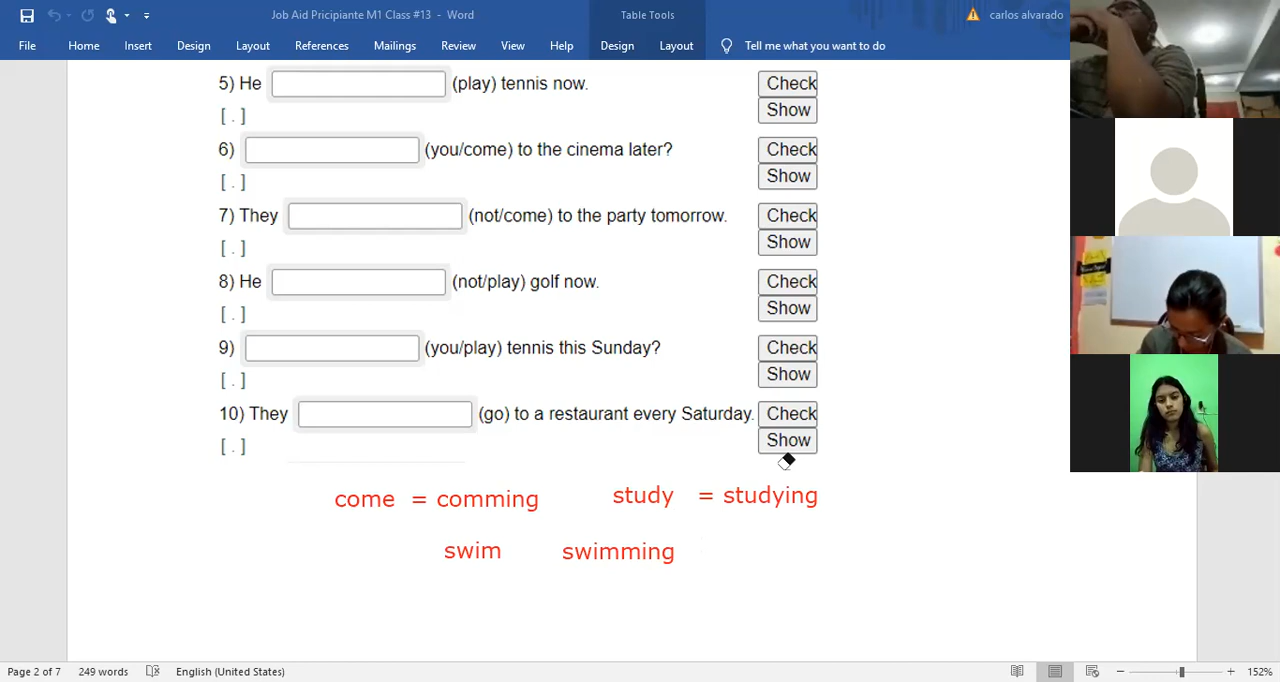 Job Aid Pricipiante M1 Class #13 - Word
Table Tools
carlos alvarado
File Home Insert Design Layout References Mailings Review View Help Design Layout Tell me what you want to do
5) He (play) tennis now. Check
[ . ] Show
6) (you/come) to the cinema later? Check
[ . ] Show
7) They (not/come) to the party tomorrow. Check
[ . ] Show
8) He (not/play) golf now. Check
[ . ] Show
9) (you/play) tennis this Sunday? Check
[ . ] Show
10) They (go) to a restaurant every Saturday. Check
[ . ] Show
come = comming study = studying
swim swimming
Page 2 of 7 249 words English (United States) 152%